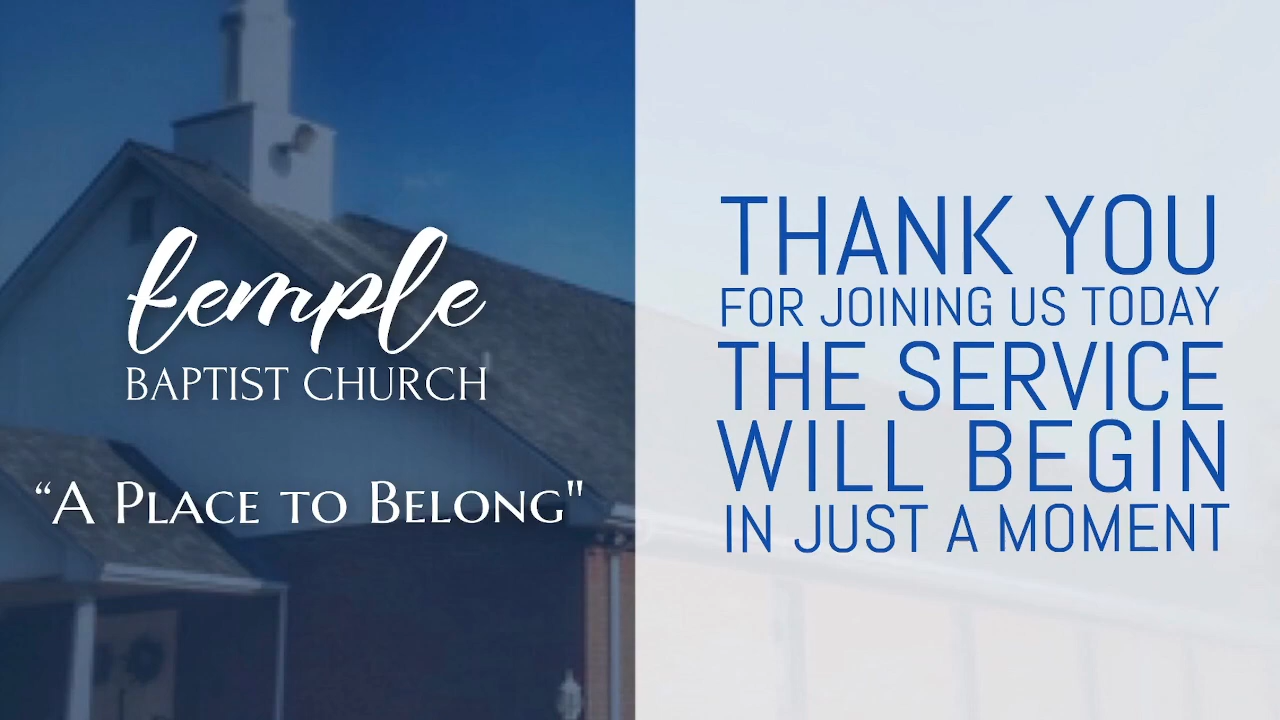 temple
BAPTIST CHURCH
“A PLACE TO BELONG"
THANK YOU
FOR JOINING US TODAY
THE SERVICE
WILL BEGIN
IN JUST A MOMENT